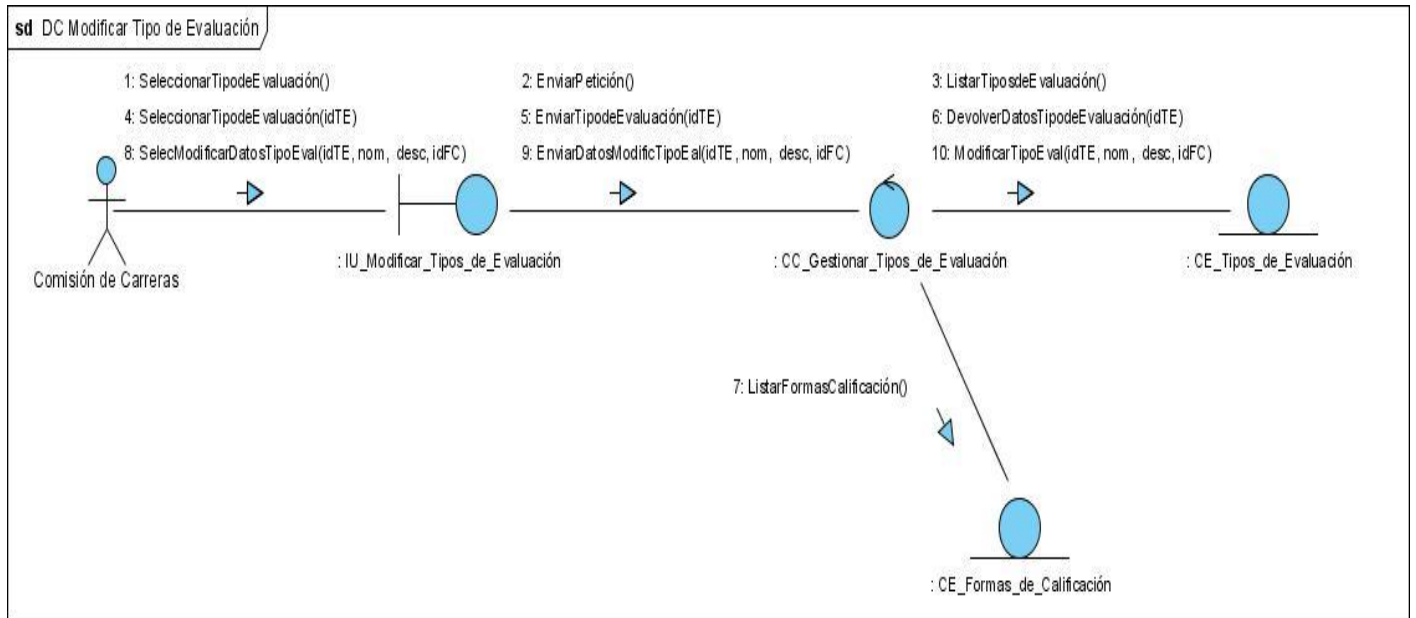 sd DC Modificar Tipo de Evaluación
1: SeleccionarTipodeEvaluación()
4: SeleccionarTipodeEvaluación(idTE)
8: SelecModificarDatosTipoEval(idTE, nom, desc, idFC)
2: EnviarPetición()
5: EnviarTipodeEvaluación(idTE)
9: EnviarDatosModificTipoEal(idTE, nom, desc, idFC)
3: ListarTiposdeEvaluación()
6: DevolverDatosTipodeEvaluación(idTE)
10: ModificarTipoEval(idTE, nom, desc, idFC)
Comisión de Carreras
: IU_Modificar_Tipos_de_Evaluación
: CC_Gestionar_Tipos_de_Evaluación
: CE_Tipos_de_Evaluación
7: ListarFormasCalificación()
: CE_Formas_de_Calificación